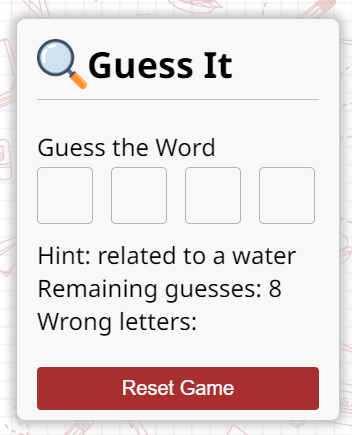 Guess It
Guess the Word
Hint: related to a water
Remaining guesses: 8
Wrong letters:
Reset Game